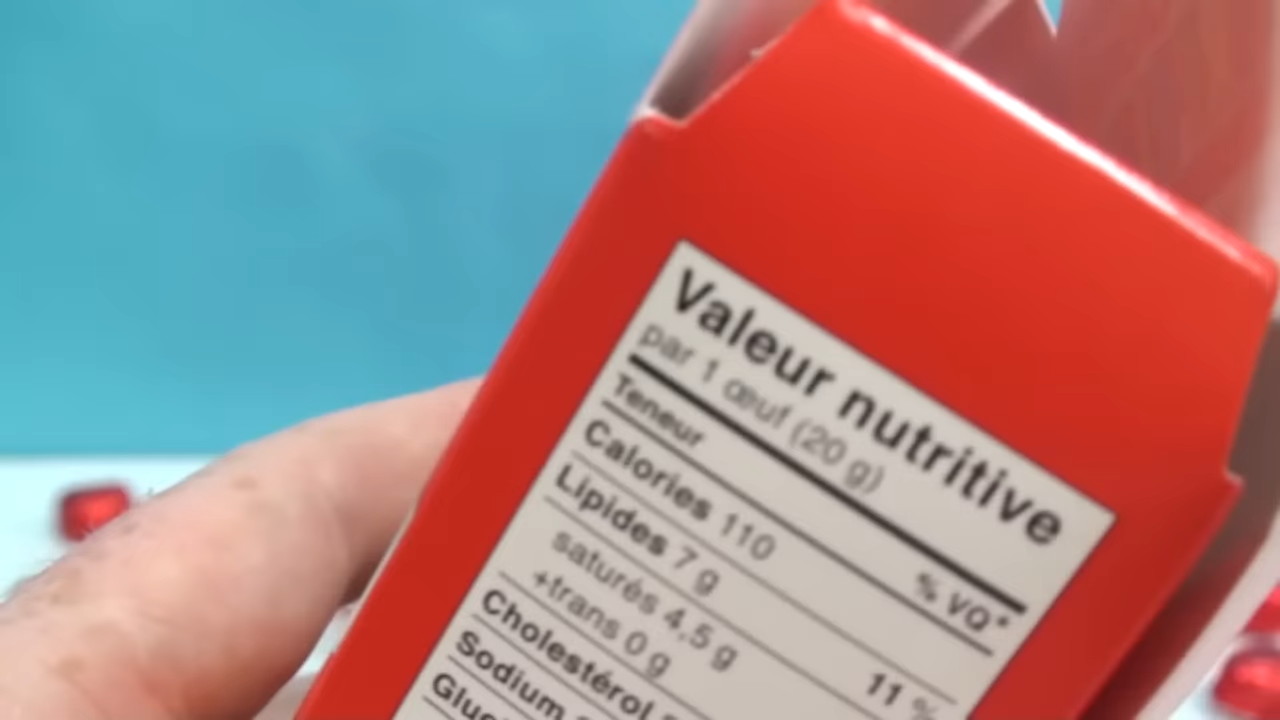 Valeur nutritive
par 1 œuf (20 g)
Teneur % VQ*
Calories 110
Lipides 7 g 11 %
saturés 4,5 g
+trans 0 g
Cholestérol
Sodium